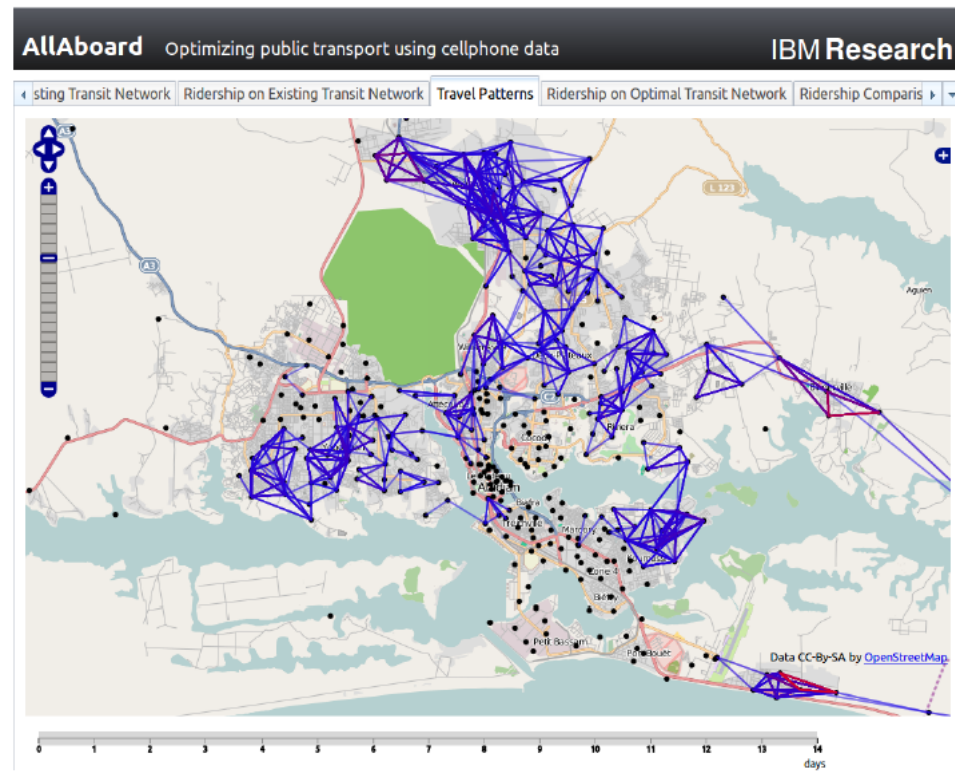 AllAboard Optimizing public transport using cellphone data IBM Research
sting Transit Network Ridership on Existing Transit Network Travel Patterns Ridership on Optimal Transit Network Ridership Comparis
A3
L 123
A3
Aguien
Cocod
Riviera
Marcory
Zone 4
Biétry
Petit Bassam
Port Bouët
Data CC-By-SA by OpenStreetMap
0 1 2 3 4 5 6 7 8 9 10 11 12 13 14
days